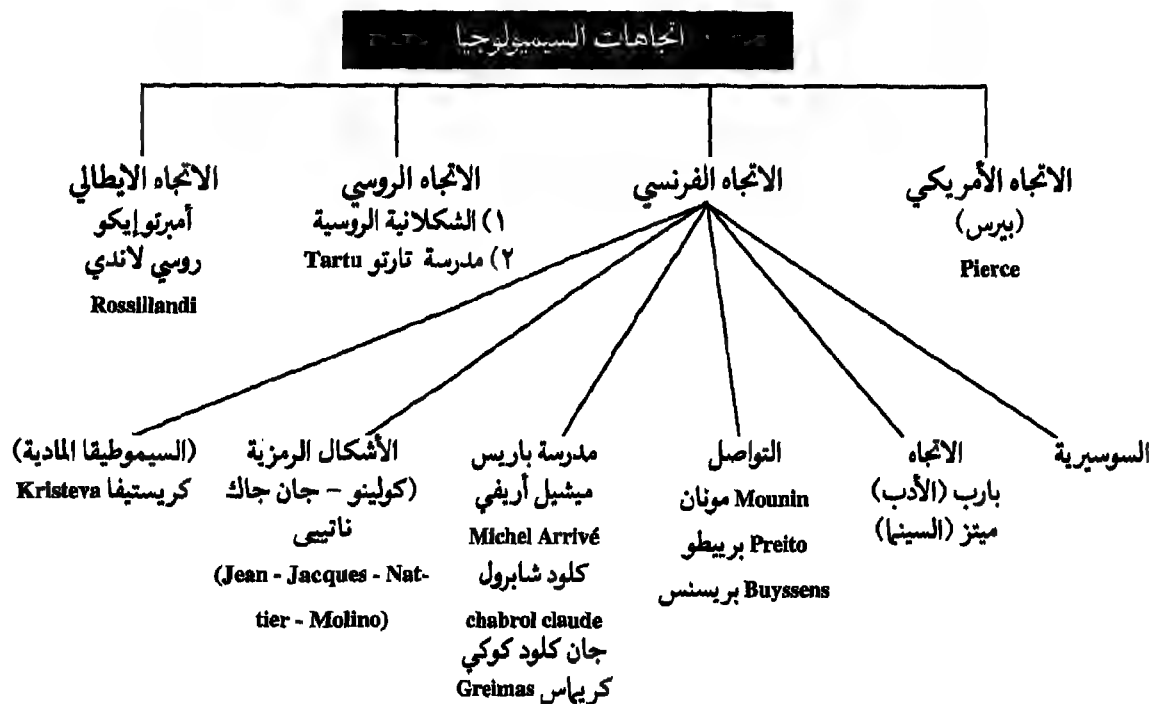 اتجاهات السيميولوجيا
الاتجاه الأمريكي
(بيرس)
Pierce
الاتجاه الفرنسي
الاتجاه الروسي
١) الشكلانية الروسية
٢) مدرسة تارتو Tartu
الاتجاه الايطالي
أمبرتو إيكو
روسي لاندي
Rossillandi
السوسيرية
الاتجاه
بارب (الأدب)
ميتز (السينما)
التواصل
Mounin مونان
Preito برييطو
Buyssens بريسنس
مدرسة باريس
ميشيل أريفي
Michel Arrivé
كلود شابرول
chabrol claude
جان كلود كوكي
كريماس Greimas
الأشكال الرمزية
(كولينو – جان جاك
ناتييى
(Jean - Jacques - Nat-
tier - Molino)
(السيموطيقا المادية)
كريستيفا Kristeva